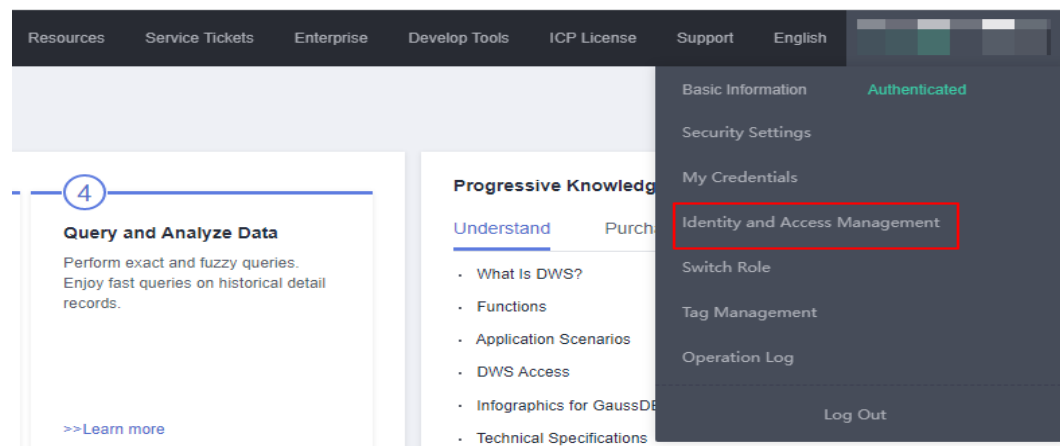 Resources Service Tickets Enterprise Develop Tools ICP License Support English
Basic Information Authenticated
Security Settings
My Credentials
Identity and Access Management
Switch Role
Tag Management
Operation Log
Log Out
4
Query and Analyze Data
Perform exact and fuzzy queries.
Enjoy fast queries on historical detail
records.
>>Learn more
Progressive Knowledg
Understand Purch
· What Is DWS?
· Functions
· Application Scenarios
· DWS Access
· Infographics for GaussDB
· Technical Specifications